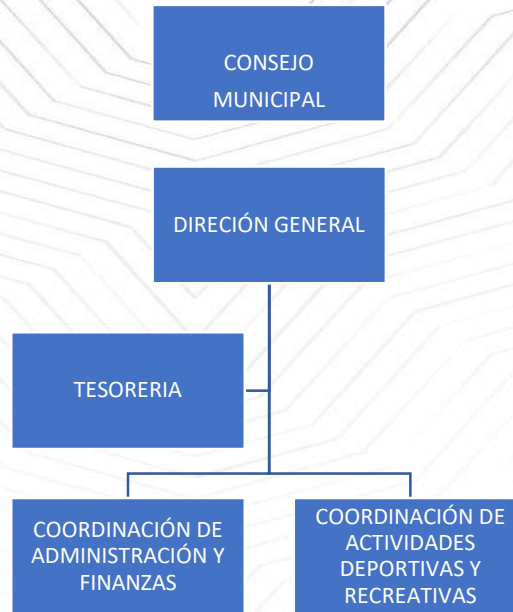 CONSEJO
MUNICIPAL
DIRECIÓN GENERAL
TESORERIA
COORDINACIÓN DE
ADMINISTRACIÓN Y
FINANZAS
COORDINACIÓN DE
ACTIVIDADES
DEPORTIVAS Y
RECREATIVAS